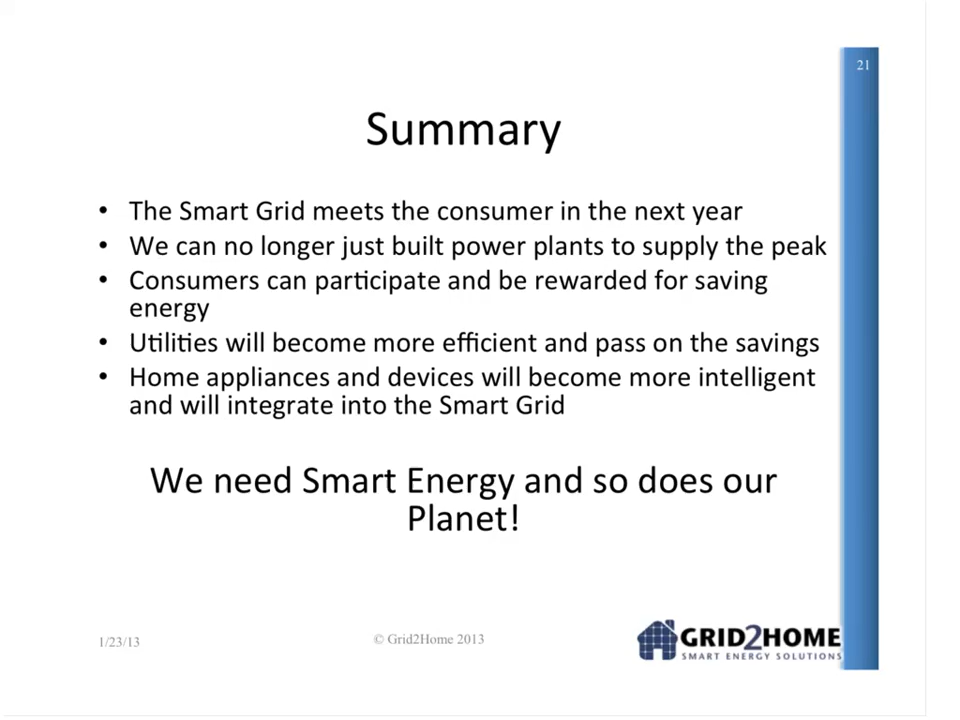 21
Summary
• The Smart Grid meets the consumer in the next year
• We can no longer just built power plants to supply the peak
• Consumers can participate and be rewarded for saving
energy
• Utilities will become more efficient and pass on the savings
• Home appliances and devices will become more intelligent
and will integrate into the Smart Grid
We need Smart Energy and so does our
Planet!
1/23/13
© Grid2Home 2013
GRID2HOME
SMART ENERGY SOLUTIONS